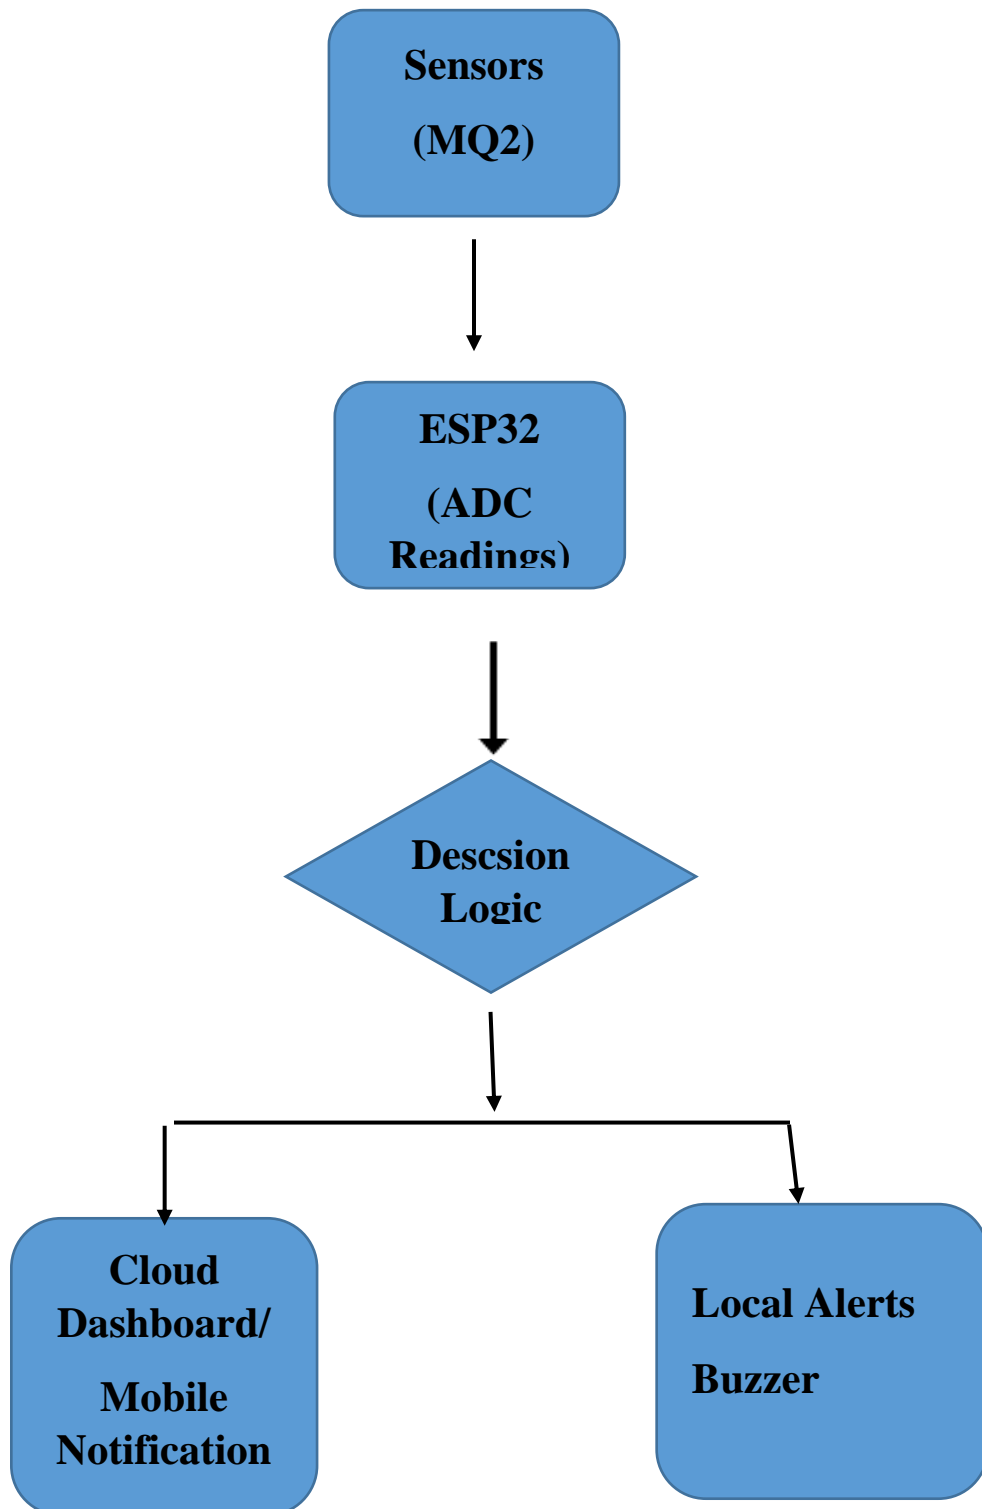 Sensors
(MQ2)
ESP32
(ADC
Readings)
Descsion
Logic
Cloud
Dashboard/
Mobile
Notification
Local Alerts
Buzzer